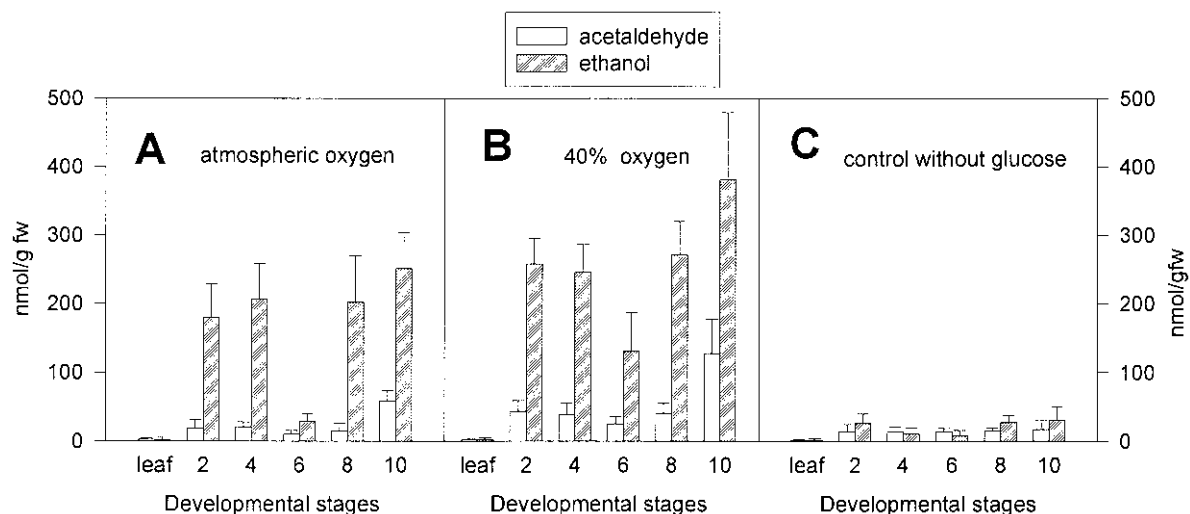 acetaldehyde
ethanol
A atmospheric oxygen
B 40% oxygen
C control without glucose
500 500
400 400
300 300
200 200
100 100
0 0
nmol/g fw
nmol/gfw
leaf 2 4 6 8 10 leaf 2 4 6 8 10 leaf 2 4 6 8 10
Developmental stages Developmental stages Developmental stages